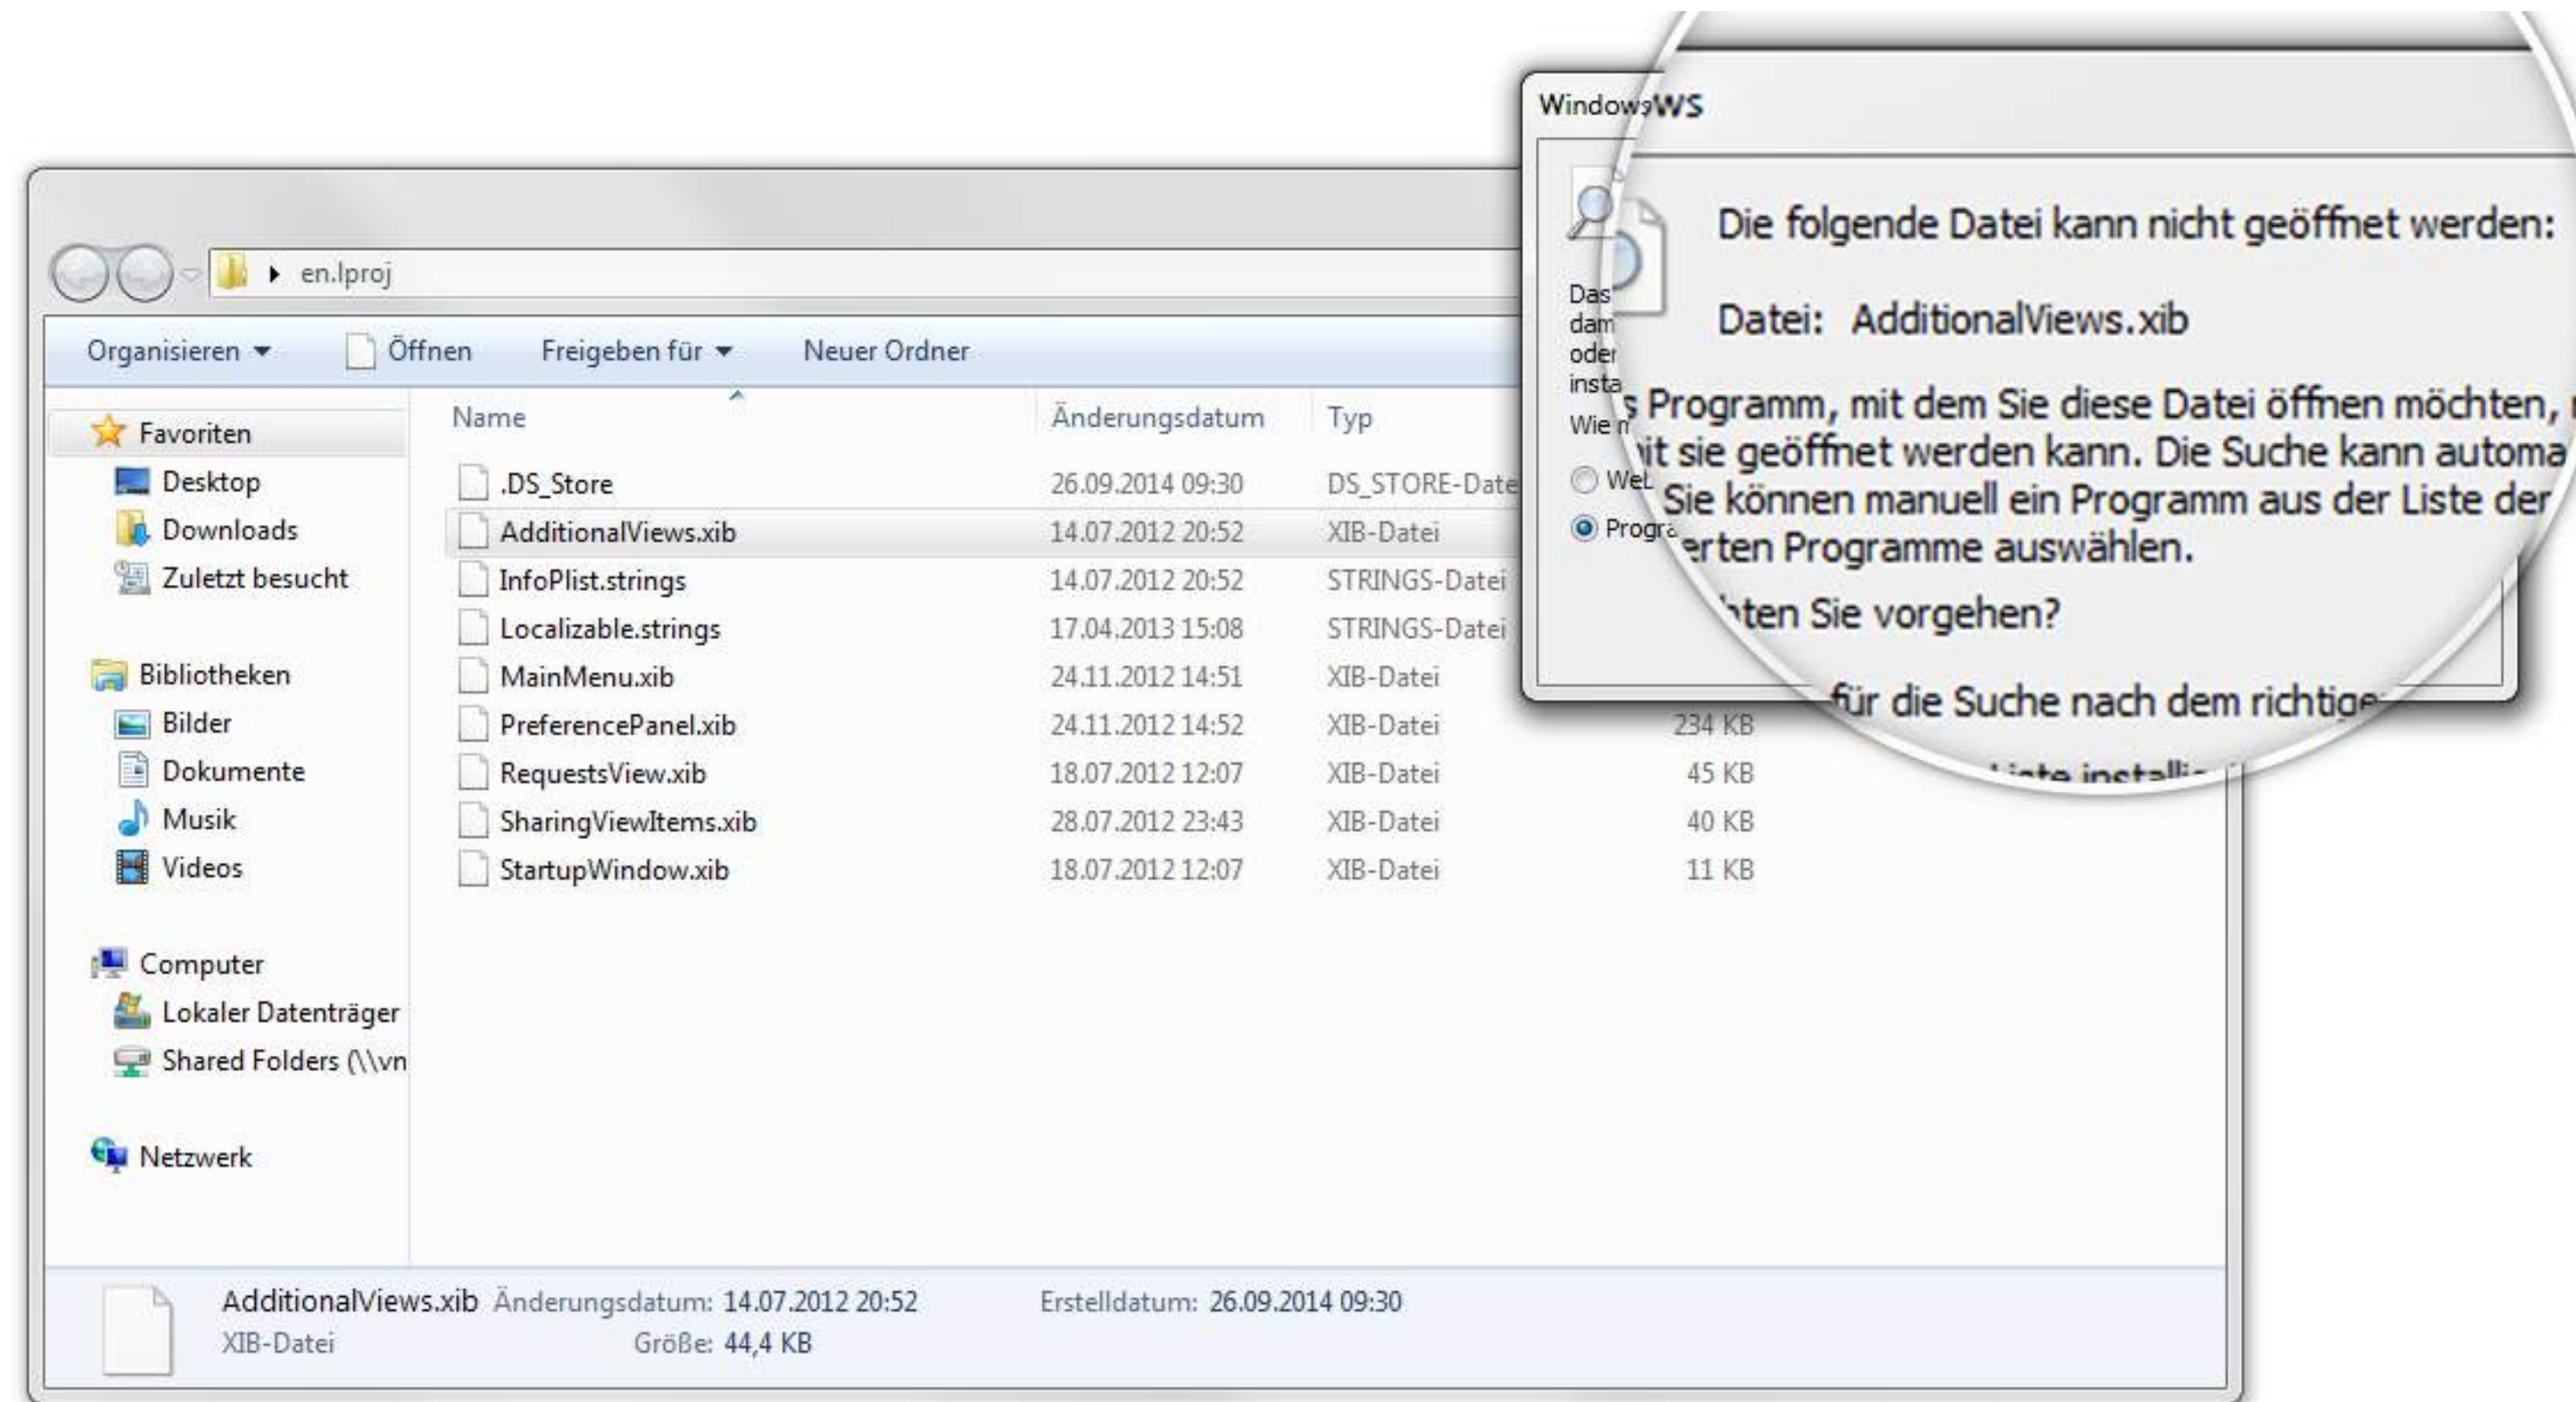 Windows
ws
Die folgende Datei kann nicht geöffnet werden:
Datei: AdditionalViews.xib
Programm, mit dem Sie diese Datei öffnen möchten,
sie geöffnet werden kann. Die Suche kann automa
Sie können manuell ein Programm aus der Liste der
erten Programme auswählen.
hten Sie vorgehen?
für die Suche nach dem richtige
Liste installie
Das
dam
oder
insta
Wie m
Web
Progra
en.lproj
Organisieren Öffnen Freigeben für Neuer Ordner
Name Änderungsdatum Typ
.DS_Store 26.09.2014 09:30 DS_STORE-Date
AdditionalViews.xib 14.07.2012 20:52 XIB-Datei
InfoPlist.strings 14.07.2012 20:52 STRINGS-Datei
Localizable.strings 17.04.2013 15:08 STRINGS-Datei
MainMenu.xib 24.11.2012 14:51 XIB-Datei
PreferencePanel.xib 24.11.2012 14:52 XIB-Datei 234 KB
RequestsView.xib 18.07.2012 12:07 XIB-Datei 45 KB
SharingViewItems.xib 28.07.2012 23:43 XIB-Datei 40 KB
StartupWindow.xib 18.07.2012 12:07 XIB-Datei 11 KB
Favoriten
Desktop
Downloads
Zuletzt besucht
Bibliotheken
Bilder
Dokumente
Musik
Videos
Computer
Lokaler Datenträger
Shared Folders (\\vn
Netzwerk
AdditionalViews.xib Änderungsdatum: 14.07.2012 20:52 Erstelldatum: 26.09.2014 09:30
XIB-Datei Größe: 44,4 KB